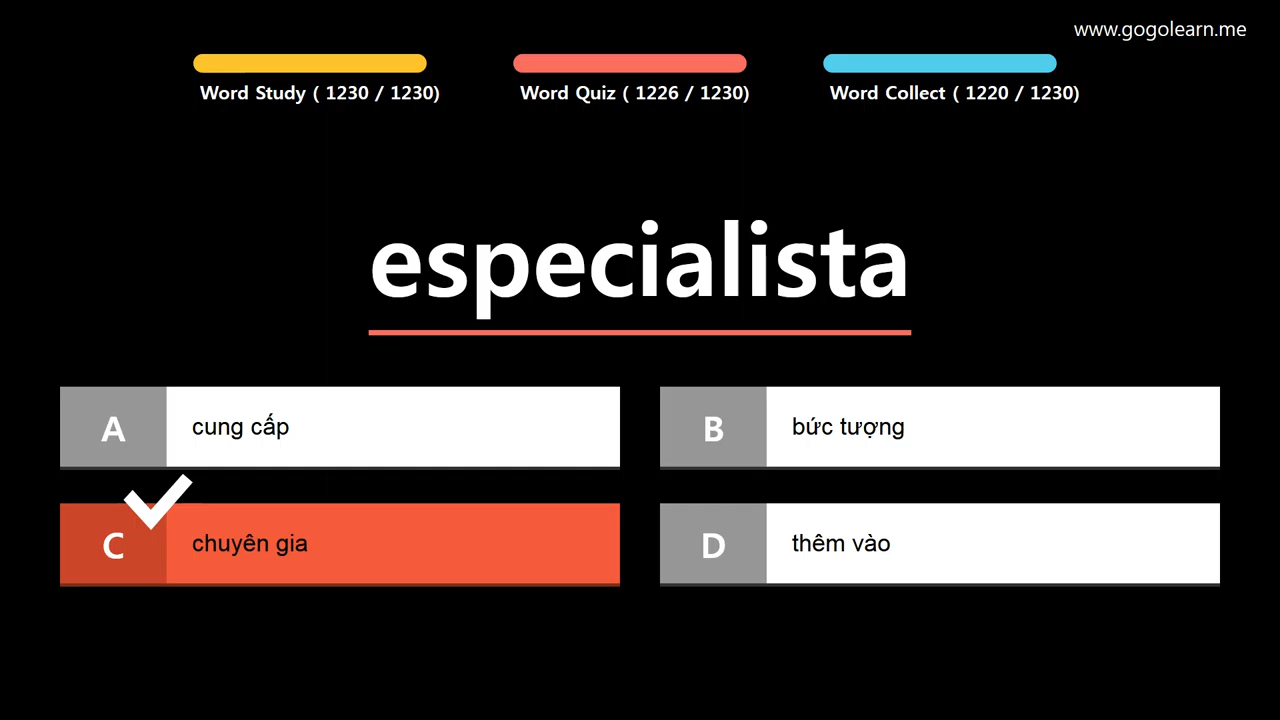 www.gogolearn.me
Word Study ( 1230 / 1230)
Word Quiz ( 1226 / 1230)
Word Collect ( 1220 / 1230)
especialista
A
cung cấp
B
bức tượng
C
chuyên gia
D
thêm vào